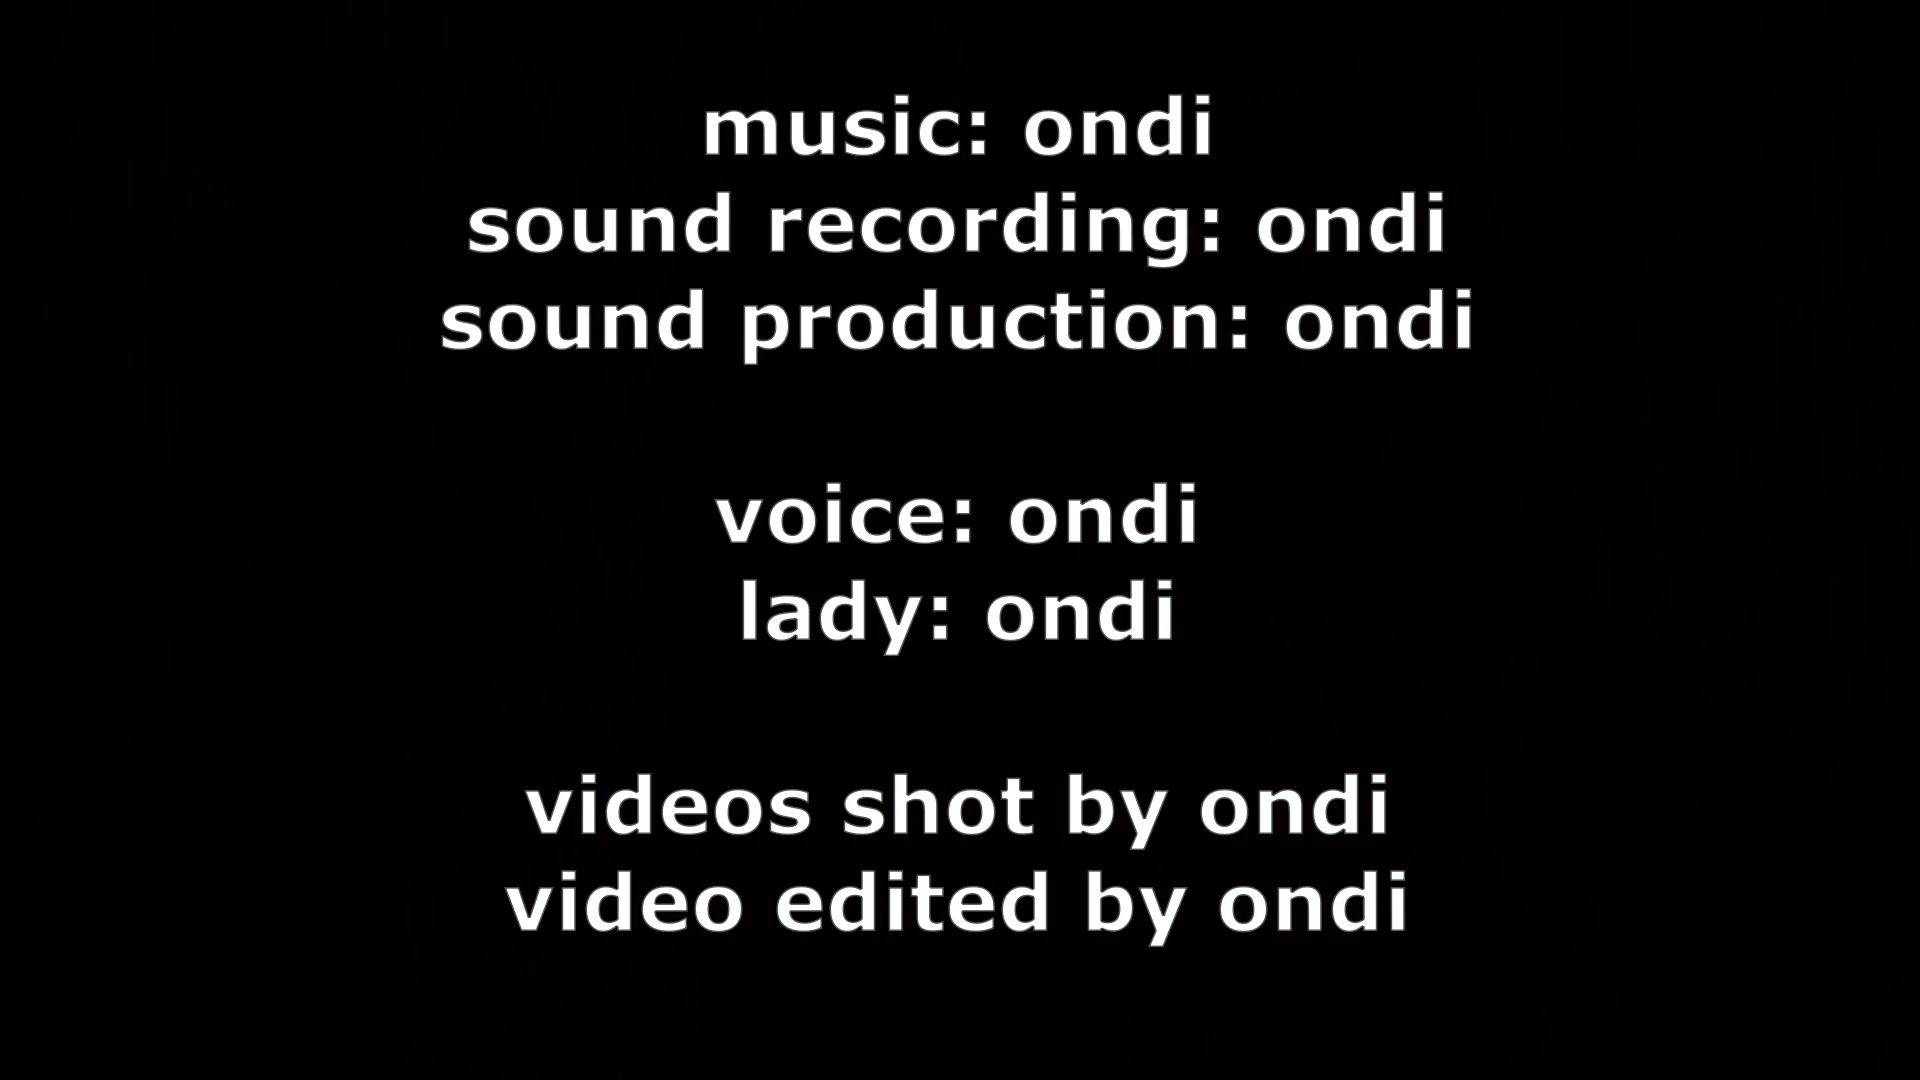 music: ondi
sound recording: ondi
sound production: ondi
voice: ondi
lady: ondi
videos shot by ondi
video edited by ondi